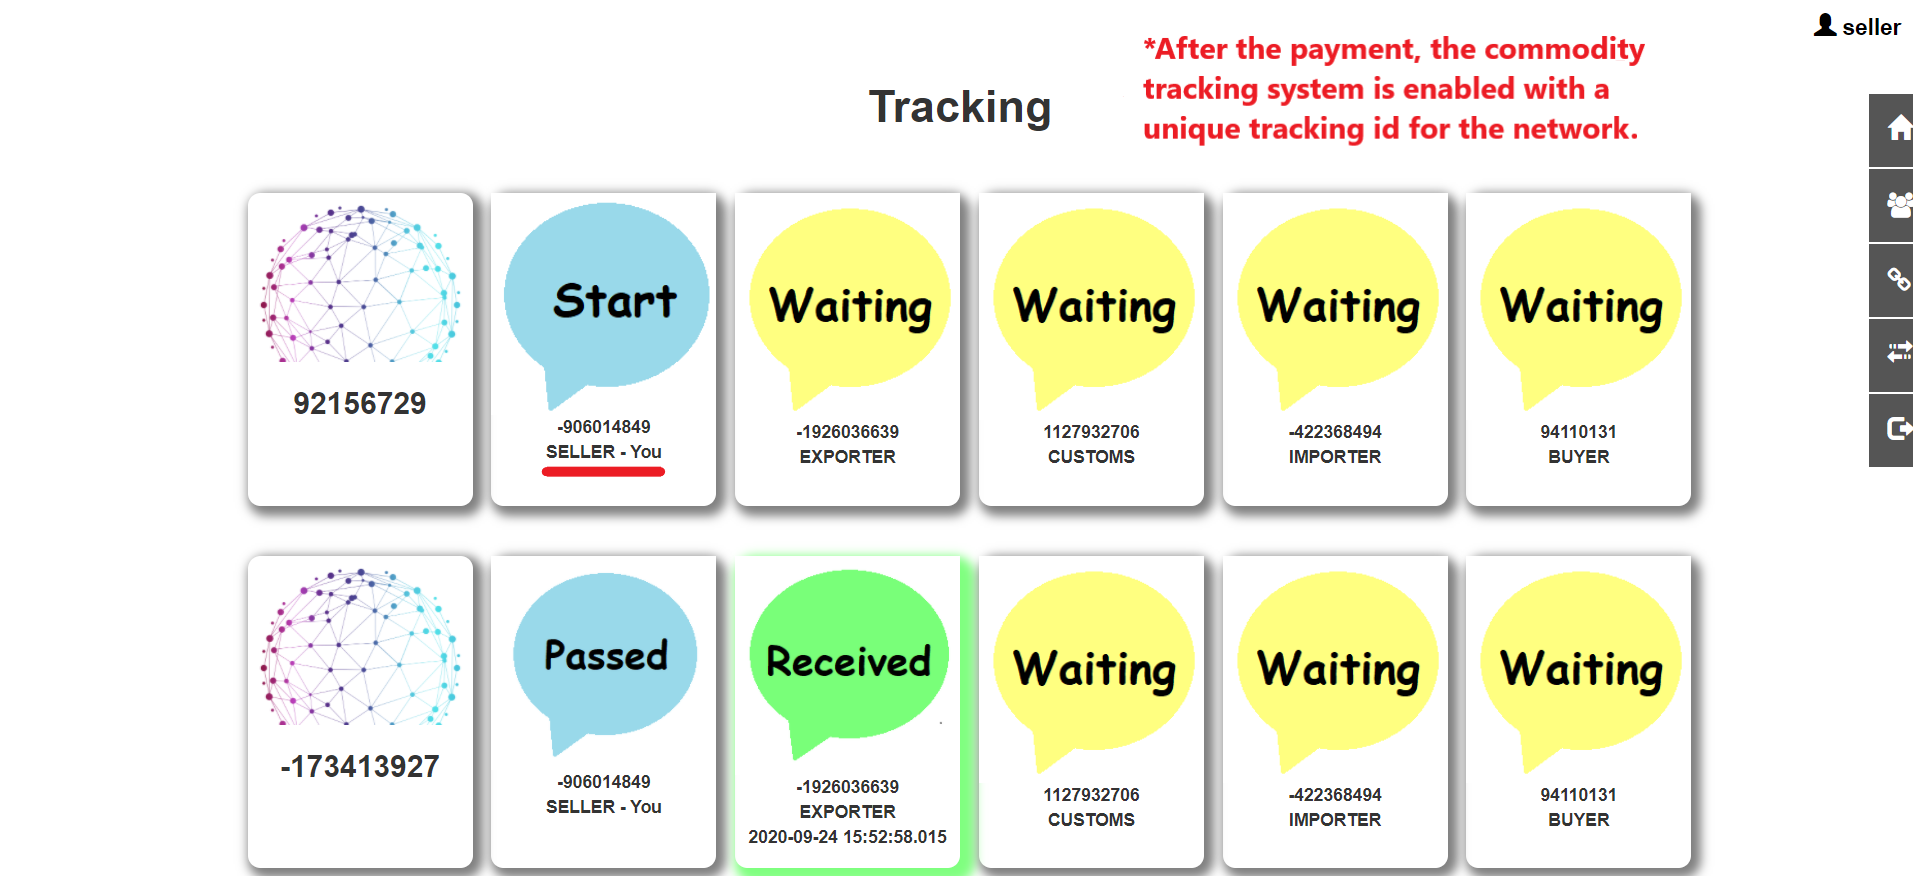 seller
*After the payment, the commodity
tracking system is enabled with a
unique tracking id for the network.
Tracking
92156729
Start
-906014849
SELLER - You
Waiting
-1926036639
EXPORTER
Waiting
1127932706
CUSTOMS
Waiting
-422368494
IMPORTER
Waiting
94110131
BUYER
-173413927
Passed
-906014849
SELLER - You
Received
-1926036639
EXPORTER
2020-09-24 15:52:58.015
Waiting
1127932706
CUSTOMS
Waiting
-422368494
IMPORTER
Waiting
94110131
BUYER